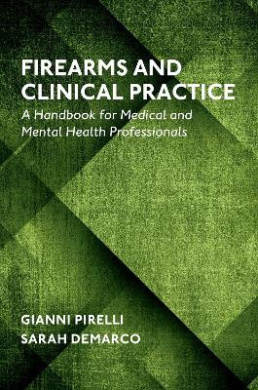 FIREARMS AND
CLINICAL PRACTICE
A Handbook for Medical and
Mental Health Professionals
GIANNI PIRELLI
SARAH DEMARCO